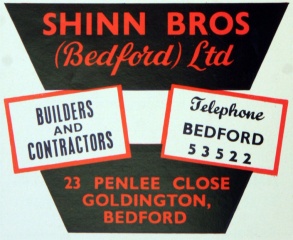 SHINN BROS
(Bedford) Ltd
BUILDERS
AND
CONTRACTORS
Telephone
BEDFORD
53522
23 PENLEE CLOSE
GOLDINGTON,
BEDFORD